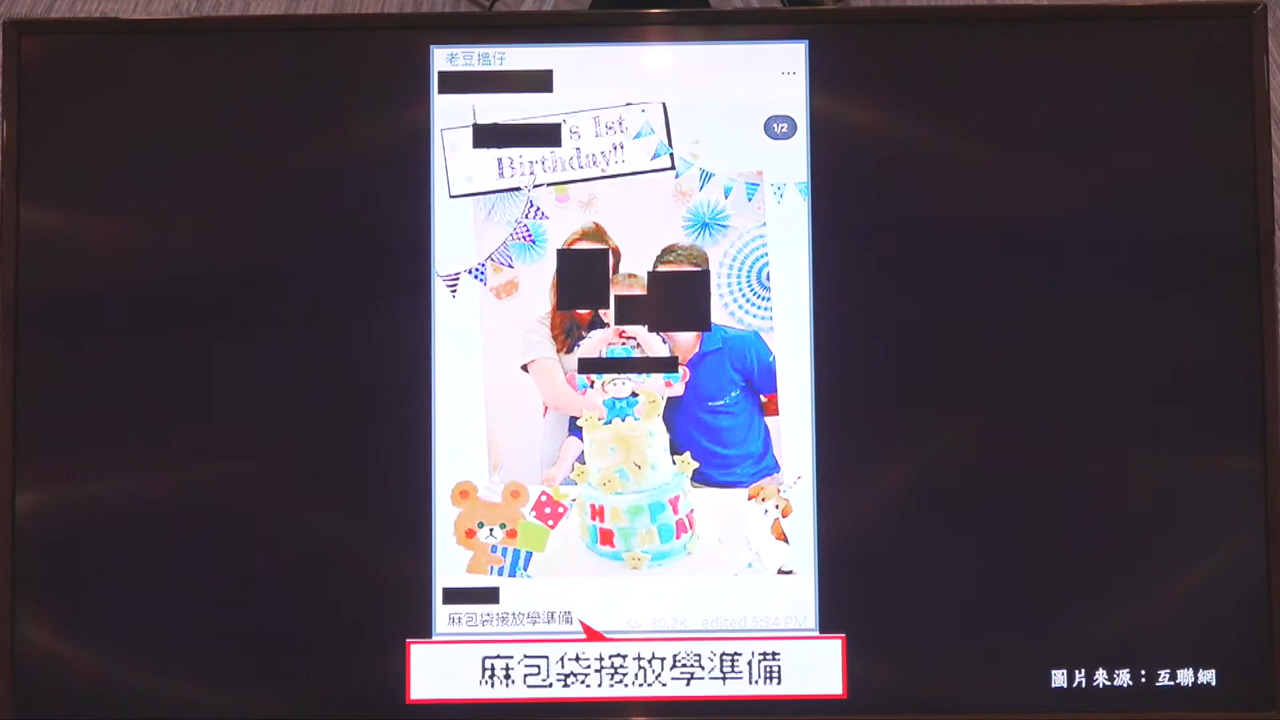 老豆搵仔
...
1/2
's 1st
Birthday!!
HAPPY
BIRTHDAY
麻包袋接放學準備
30.2K edited 5:34 PM
麻包袋接放學準備
圖片來源：互聯網